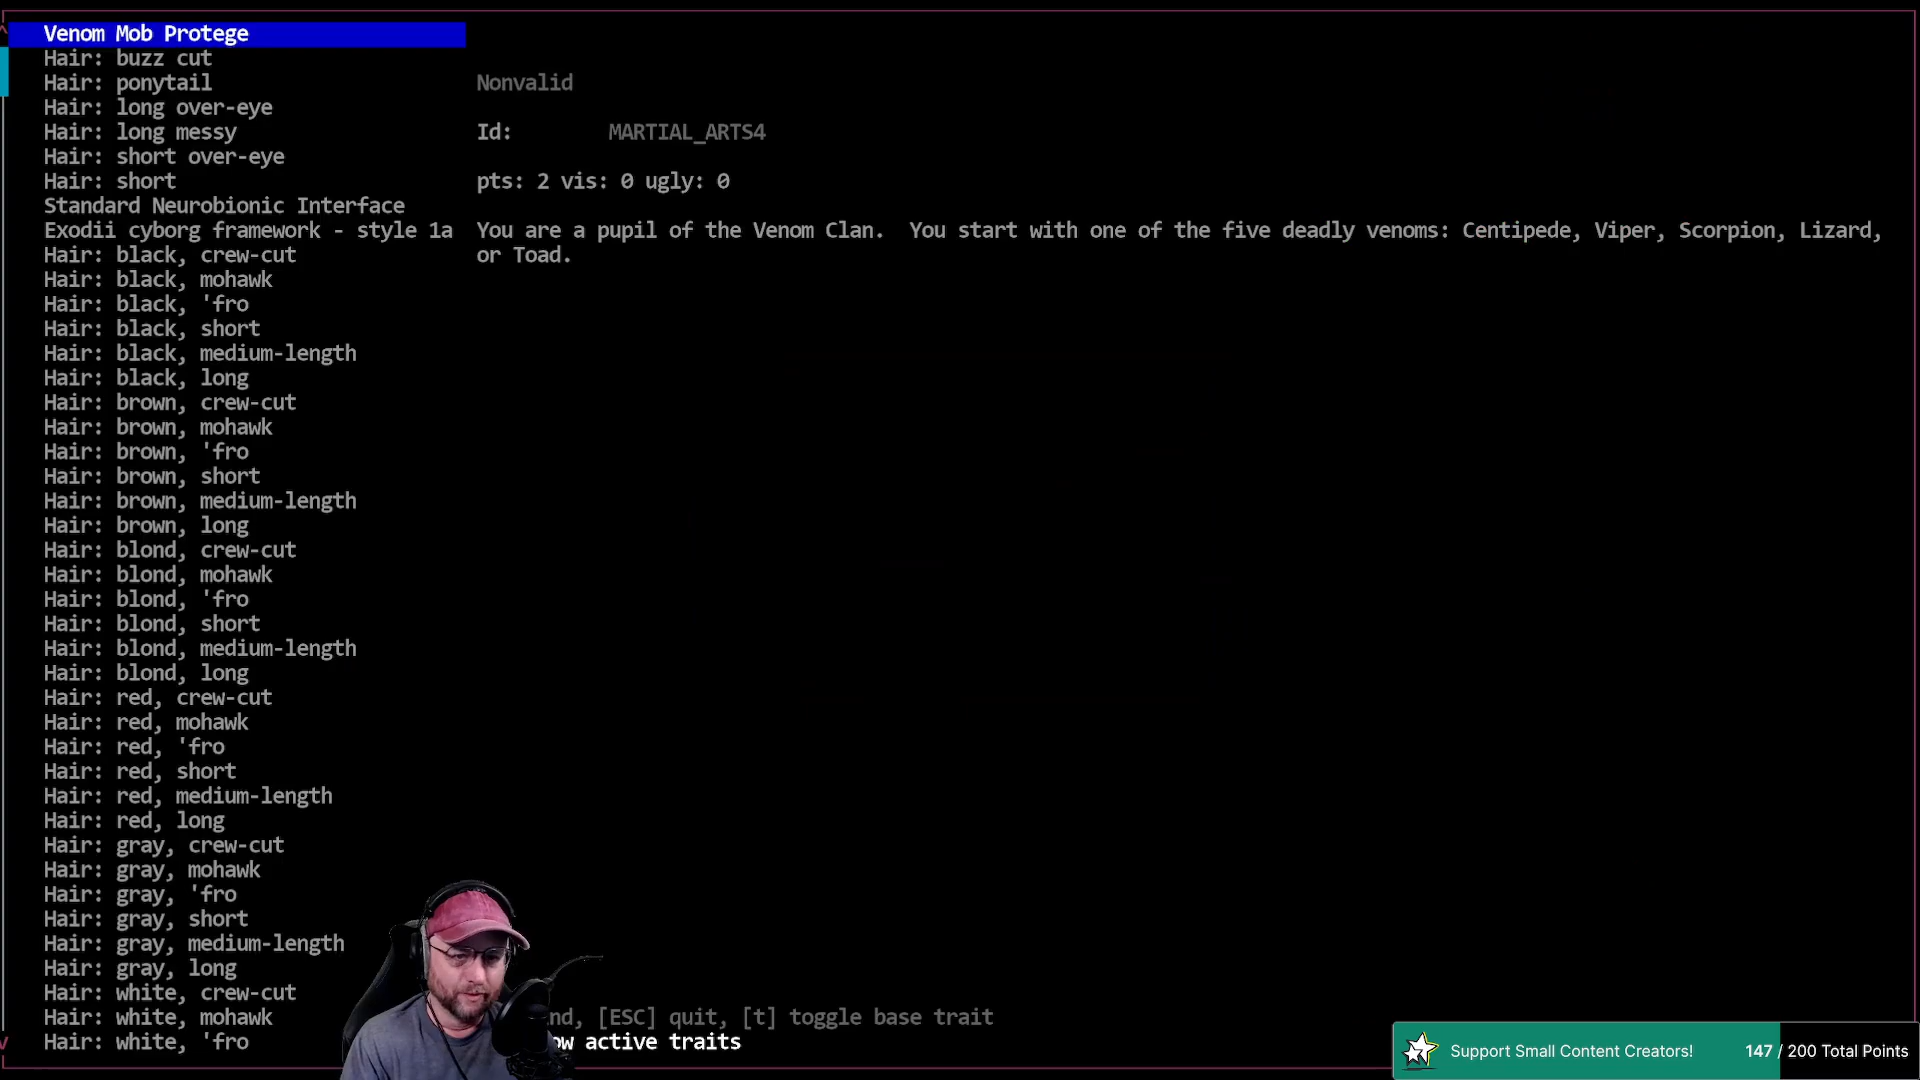 Venom Mob Protege
Hair: buzz cut
Hair: ponytail
Hair: long over-eye
Hair: long messy
Hair: short over-eye
Hair: short
Standard Neurobionic Interface
Exodii cyborg framework - style 1a
Hair: black, crew-cut
Hair: black, mohawk
Hair: black, 'fro
Hair: black, short
Hair: black, medium-length
Hair: black, long
Hair: brown, crew-cut
Hair: brown, mohawk
Hair: brown, 'fro
Hair: brown, short
Hair: brown, medium-length
Hair: brown, long
Hair: blond, crew-cut
Hair: blond, mohawk
Hair: blond, 'fro
Hair: blond, short
Hair: blond, medium-length
Hair: blond, long
Hair: red, crew-cut
Hair: red, mohawk
Hair: red, 'fro
Hair: red, short
Hair: red, medium-length
Hair: red, long
Hair: gray, crew-cut
Hair: gray, mohawk
Hair: gray, 'fro
Hair: gray, short
Hair: gray, medium-length
Hair: gray, long
Hair: white, crew-cut
Hair: white, mohawk
Hair: white, 'fro
Nonvalid
Id: MARTIAL_ARTS4
pts: 2 vis: 0 ugly: 0
You are a pupil of the Venom Clan.  You start with one of the five deadly venoms: Centipede, Viper, Scorpion, Lizard,
or Toad.
nd, [ESC] quit, [t] toggle base trait
ow active traits
Support Small Content Creators! 147 / 200 Total Points